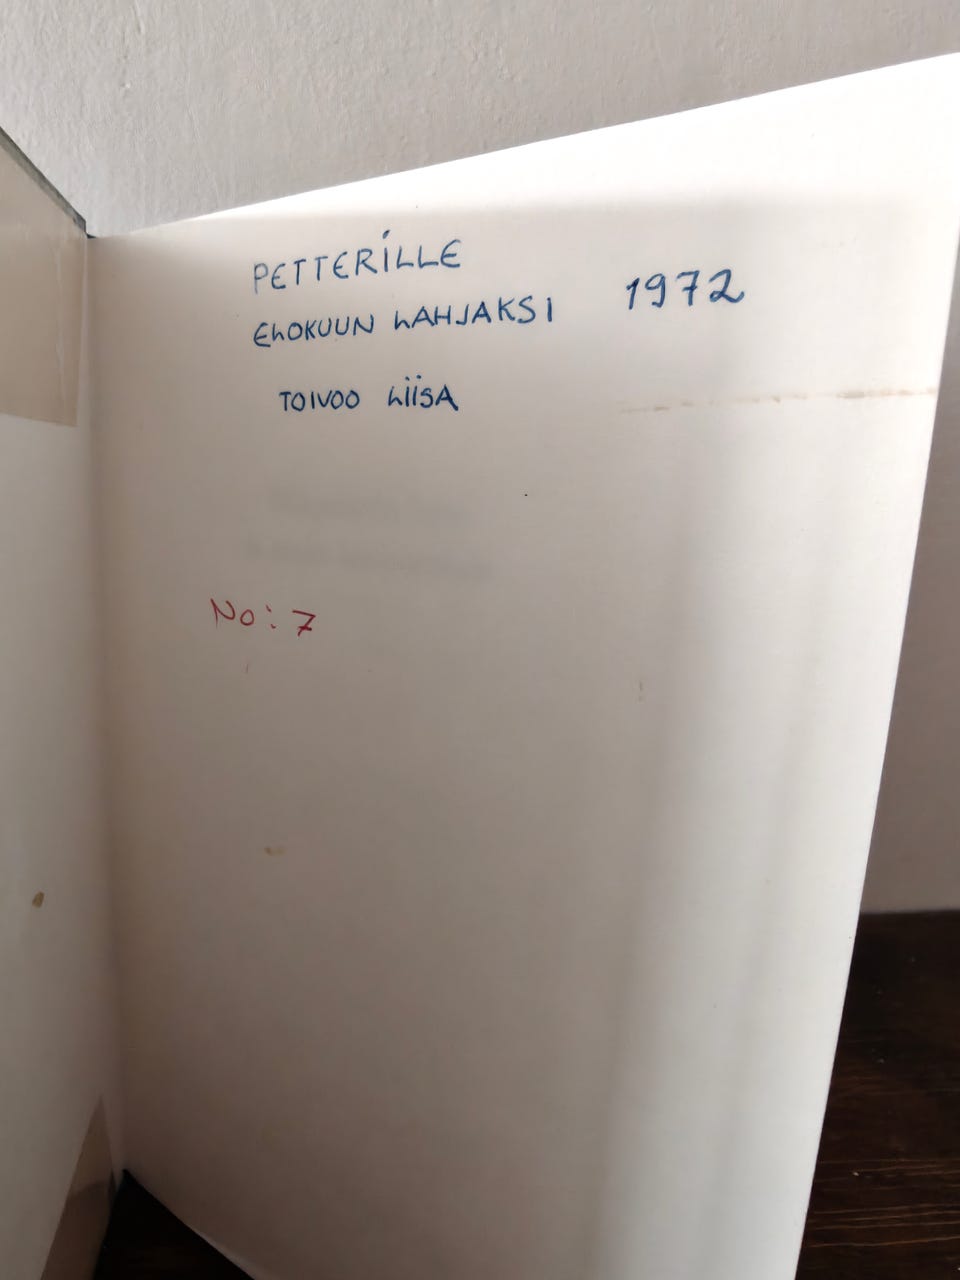 PETTERILLE
ELOKUUN LAHJAKSI 1972
TOIVOO LIISA
No: 7